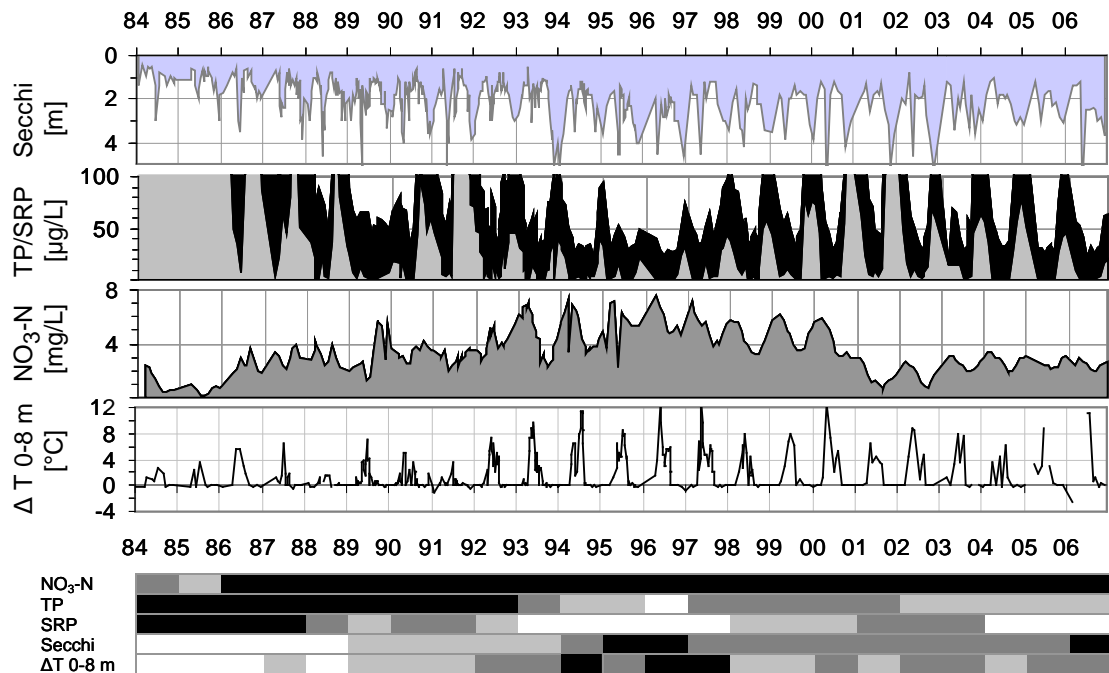 84 85 86 87 88 89 90 91 92 93 94 95 96 97 98 99 00 01 02 03 04 05 06
0
2
4
Secchi
[m]
100
50
TP/SRP
[µg/L]
8
4
NO3-N
[mg/L]
12
8
4
0
-4
Δ T 0-8 m
[°C]
84 85 86 87 88 89 90 91 92 93 94 95 96 97 98 99 00 01 02 03 04 05 06
NO3-N
TP
SRP
Secchi
ΔT 0-8 m